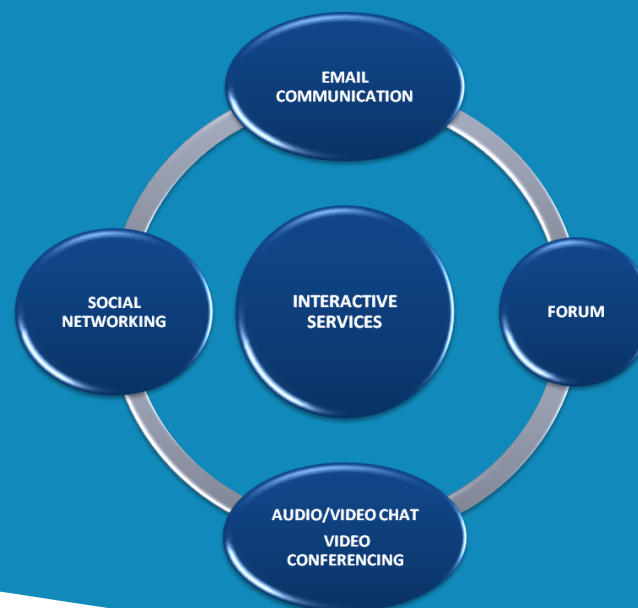 EMAIL
COMMUNICATION
SOCIAL
NETWORKING
INTERACTIVE
SERVICES
FORUM
AUDIO/VIDEO CHAT
VIDEO
CONFERENCING